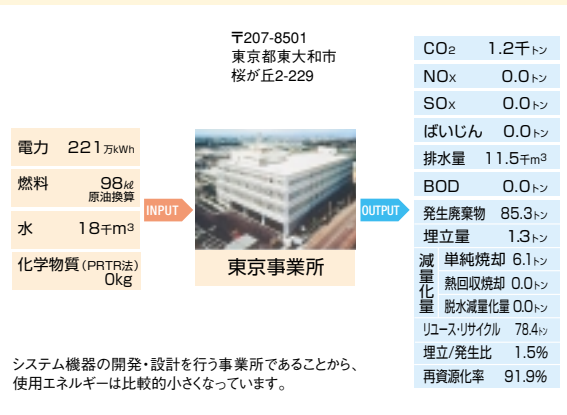 〒207-8501
東京都東大和市
桜が丘2-229
電力 221万kWh
燃料 98kℓ
原油換算
水 18千m³
化学物質(PRTR法)
0kg
INPUT
東京事業所
OUTPUT
CO₂ 1.2千トン
NOx 0.0トン
SOx 0.0トン
ばいじん 0.0トン
排水量 11.5千m³
BOD 0.0トン
発生廃棄物 85.3トン
埋立量 1.3トン
減量化量
単純焼却 6.1トン
熱回収焼却 0.0トン
脱水減量化量 0.0トン
リユース・リサイクル 78.4トン
埋立/発生比 1.5%
再資源化率 91.9%
システム機器の開発・設計を行う事業所であることから、
使用エネルギーは比較的小さくなっています。